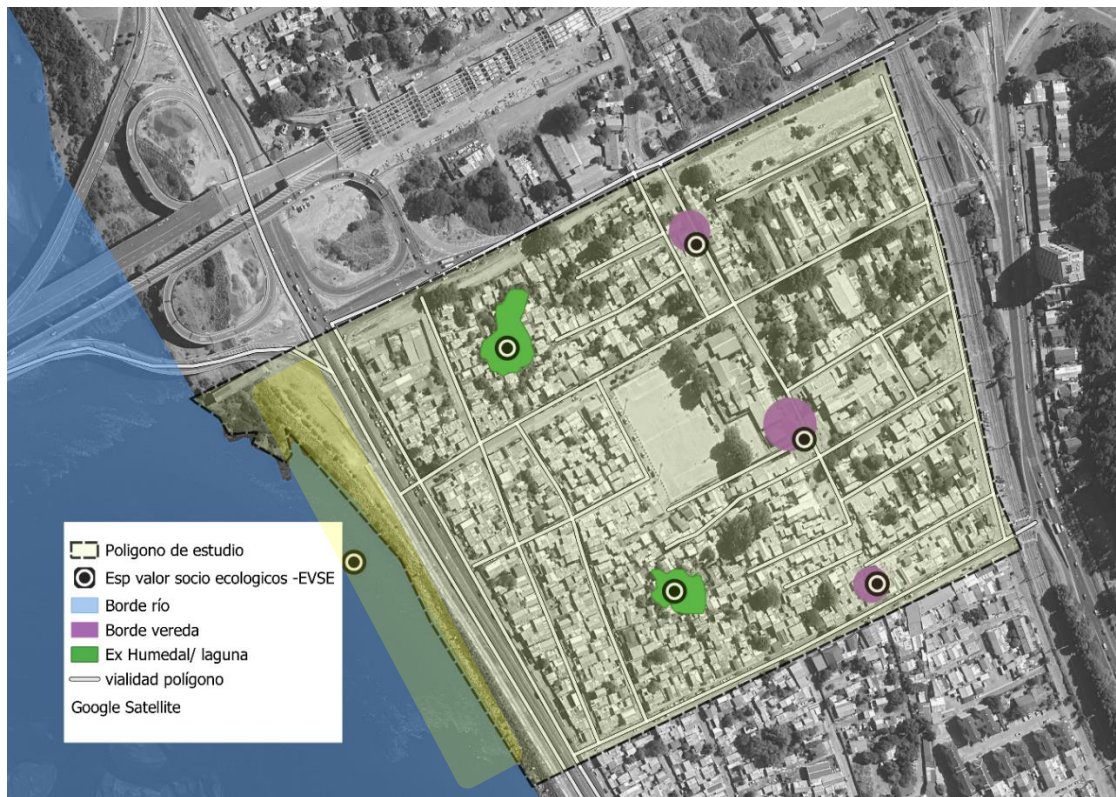 Poligono de estudio
Esp valor socio ecologicos -EVSE
Borde río
Borde vereda
Ex Humedal/ laguna
vialidad polígono
Google Satellite